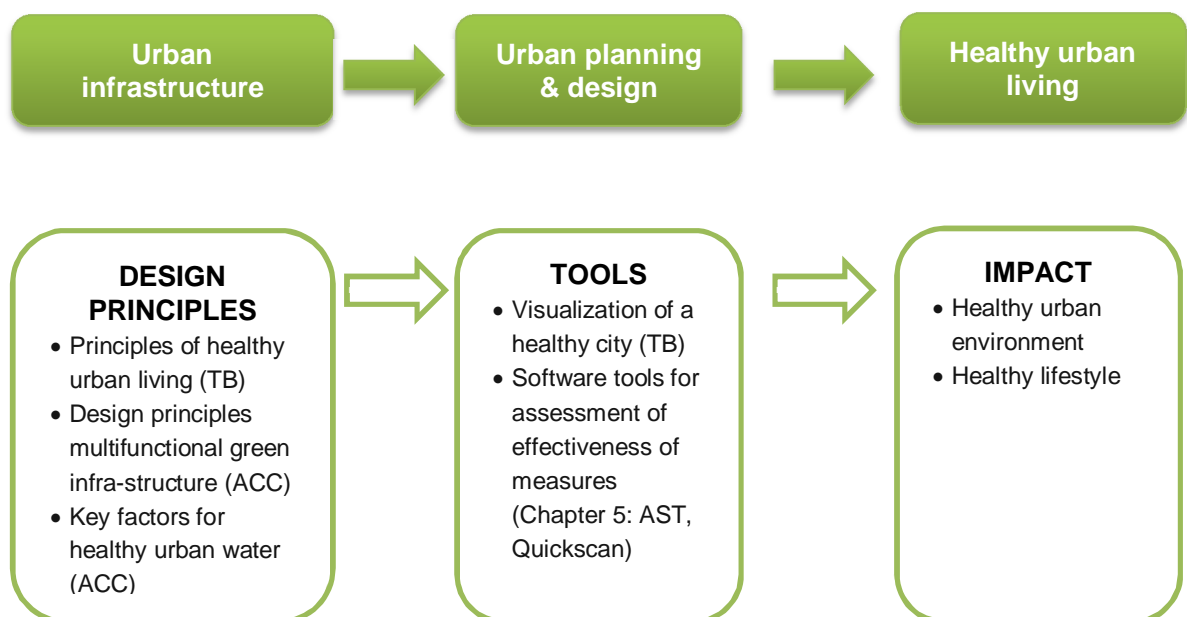 Urban
infrastructure
Urban planning
& design
Healthy urban
living
DESIGN
PRINCIPLES
• Principles of healthy
urban living (TB)
• Design principles
multifunctional green
infra-structure (ACC)
• Key factors for
healthy urban water
(ACC)
TOOLS
• Visualization of a
healthy city (TB)
• Software tools for
assessment of
effectiveness of
measures
(Chapter 5: AST,
Quickscan)
IMPACT
• Healthy urban
environment
• Healthy lifestyle